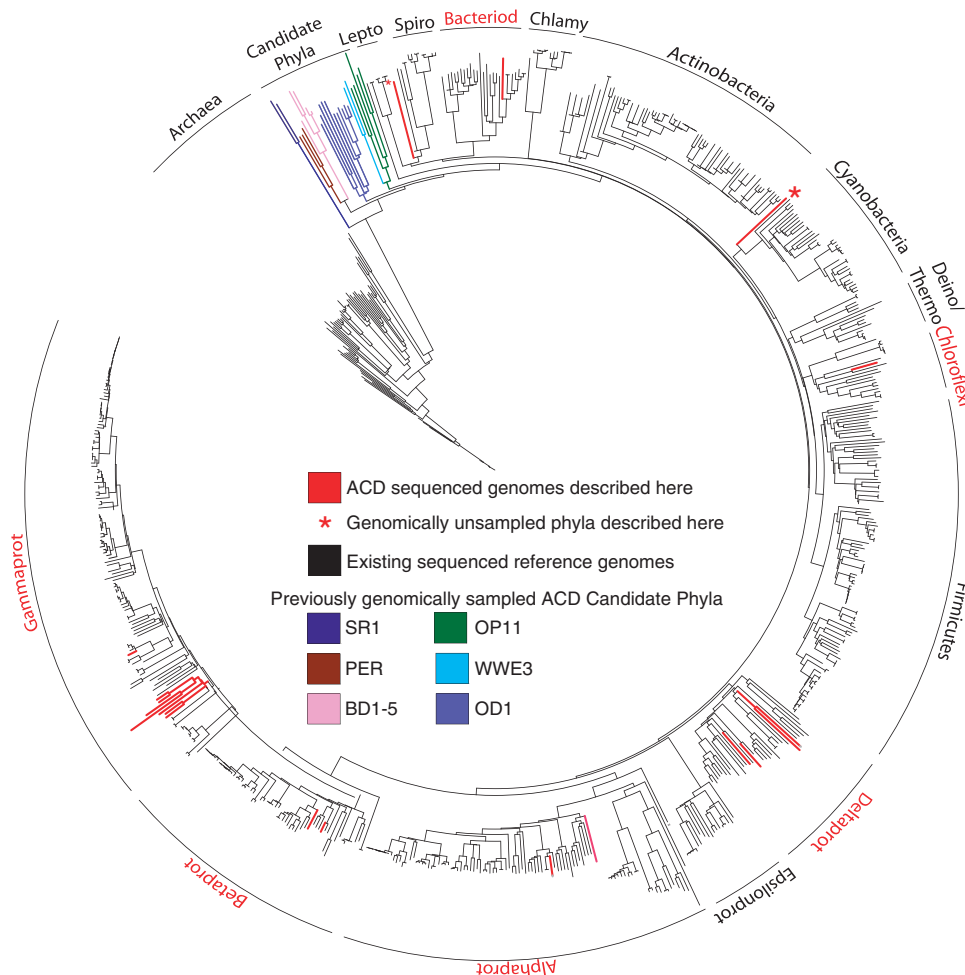 Archaea
Candidate
Phyla
Lepto
Spiro
Bacteriod
Chlamy
Actinobacteria
Cyanobacteria
Deino/
Thermo
Chloroflexi
Firmicutes
Deltaprot
Epsilonprot
Alphaprot
Betaprot
Gammaprot
ACD sequenced genomes described here
* Genomically unsampled phyla described here
Existing sequenced reference genomes
Previously genomically sampled ACD Candidate Phyla
SR1
OP11
PER
WWE3
BD1-5
OD1